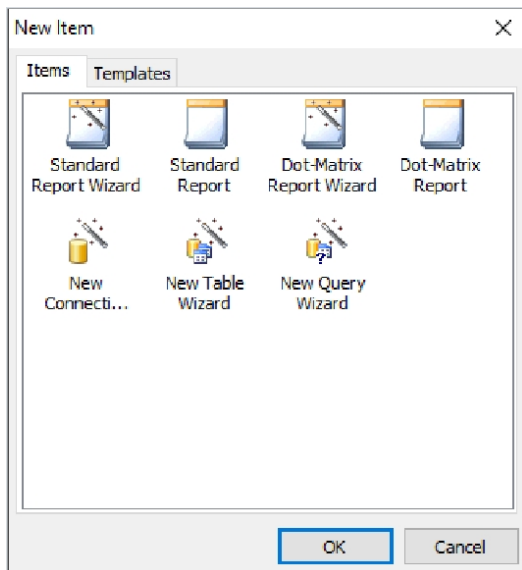 New Item
Items Templates
Standard Report Wizard
Standard Report
Dot-Matrix Report Wizard
Dot-Matrix Report
New Connecti...
New Table Wizard
New Query Wizard
OK Cancel